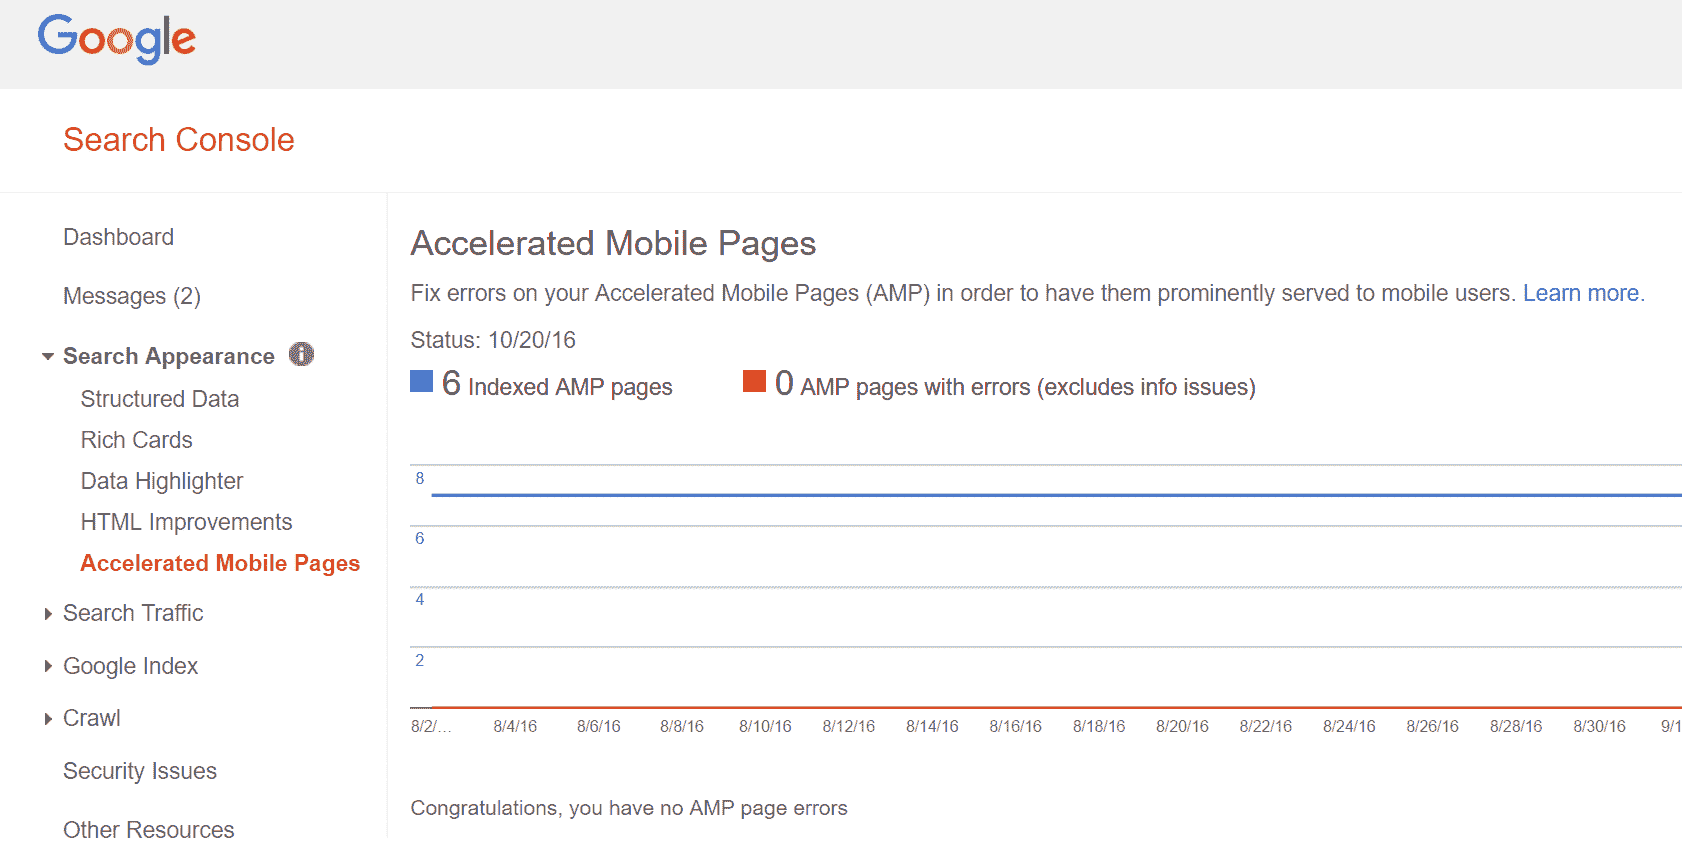 Google
Search Console
Dashboard
Messages (2)
Search Appearance
Structured Data
Rich Cards
Data Highlighter
HTML Improvements
Accelerated Mobile Pages
Search Traffic
Google Index
Crawl
Security Issues
Other Resources
Accelerated Mobile Pages
Fix errors on your Accelerated Mobile Pages (AMP) in order to have them prominently served to mobile users. Learn more.
Status: 10/20/16
6 Indexed AMP pages 0 AMP pages with errors (excludes info issues)
8
6
4
2
8/2/... 8/4/16 8/6/16 8/8/16 8/10/16 8/12/16 8/14/16 8/16/16 8/18/16 8/20/16 8/22/16 8/24/16 8/26/16 8/28/16 8/30/16 9/1
Congratulations, you have no AMP page errors